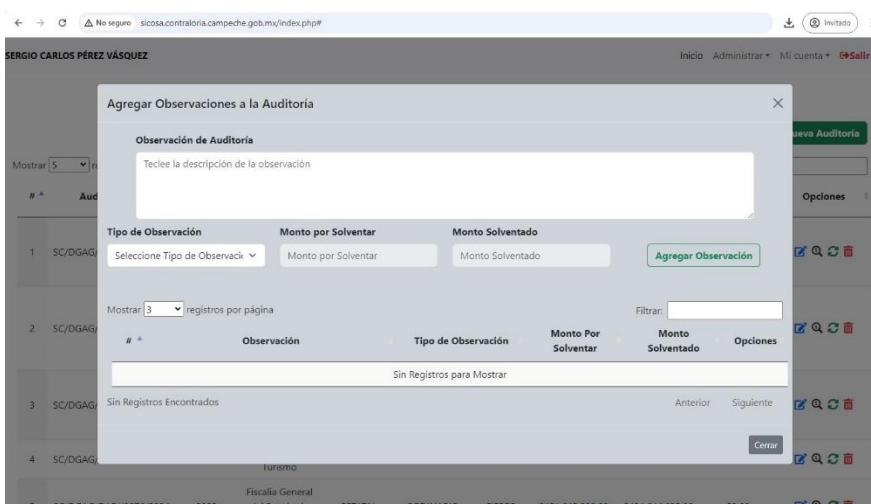 No seguro sicosa.contraloria.campeche.gob.mx/index.php# Invitado
SERGIO CARLOS PÉREZ VÁSQUEZ Inicio Administrar Mi cuenta Salir
Agregar Observaciones a la Auditoría
ueva Auditoría
Observación de Auditoría
Teclee la descripción de la observación
Mostrar 5
# Aud Opciones
Tipo de Observación Monto por Solventar Monto Solventado
Seleccione Tipo de Observació Monto por Solventar Monto Solventado Agregar Observación
1 SC/DGAG/
Mostrar 3 registros por página Filtrar:
2 SC/DGAG/
# Observación Tipo de Observación Monto Por Solventar Monto Solventado Opciones
Sin Registros para Mostrar
3 SC/DGAG/
Sin Registros Encontrados Anterior Siguiente
Cerrar
4 SC/DGAG/
Turismo
Fiscalia General